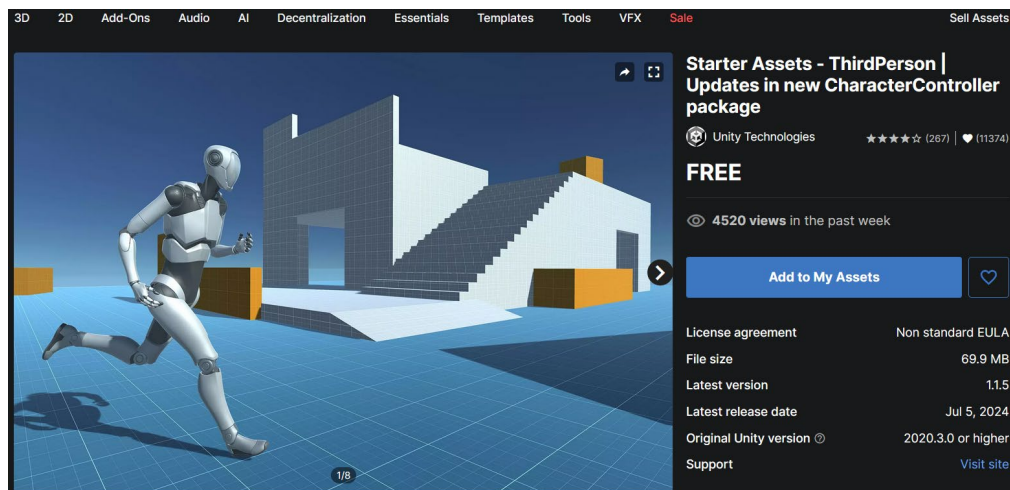 3D 2D Add-Ons Audio AI Decentralization Essentials Templates Tools VFX Sale Sell Assets
Starter Assets - ThirdPerson |
Updates in new CharacterController
package
Unity Technologies ★★★★☆ (267) | ♥ (11374)
FREE
4520 views in the past week
Add to My Assets
License agreement Non standard EULA
File size 69.9 MB
Latest version 1.1.5
Latest release date Jul 5, 2024
Original Unity version ? 2020.3.0 or higher
Support Visit site
1/8